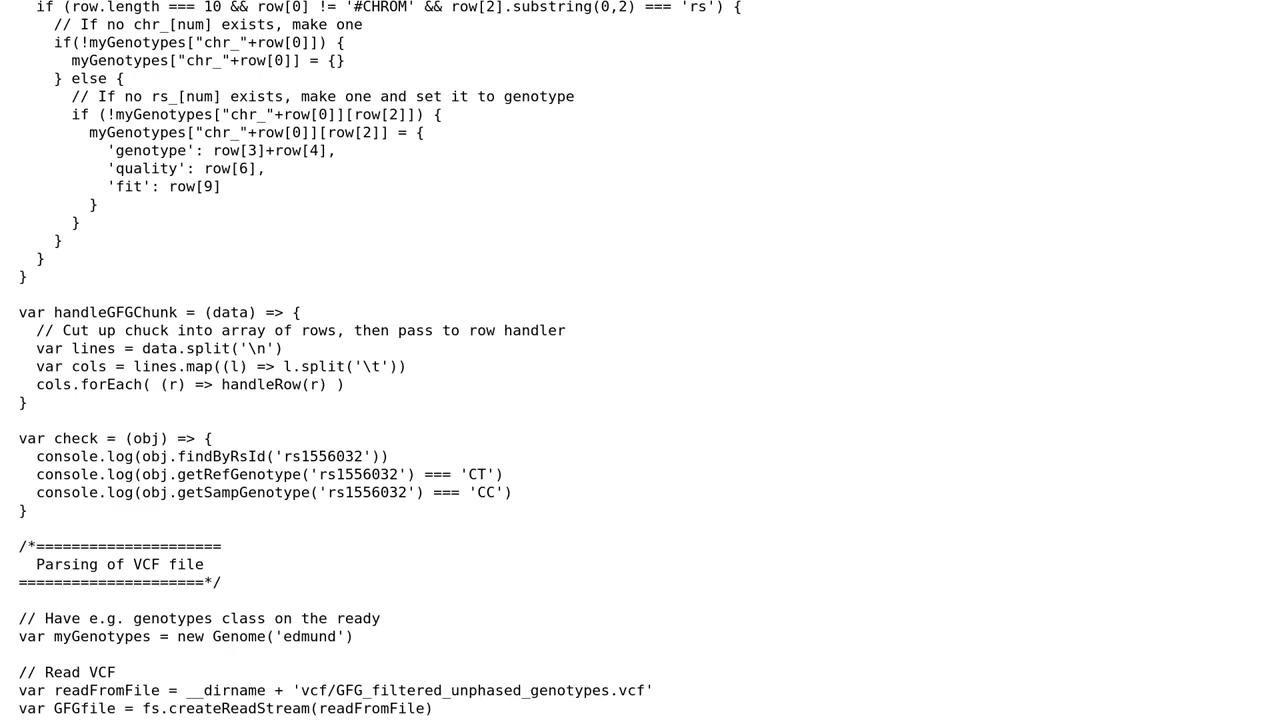 if (row.length === 10 && row[0] != '#CHROM' && row[2].substring(0,2) === 'rs') {
// If no chr_[num] exists, make one
if(!myGenotypes["chr_"+row[0]]) {
myGenotypes["chr_"+row[0]] = {}
} else {
// If no rs_[num] exists, make one and set it to genotype
if (!myGenotypes["chr_"+row[0]][row[2]]) {
myGenotypes["chr_"+row[0]][row[2]] = {
'genotype': row[3]+row[4],
'quality': row[6],
'fit': row[9]
}
}
}
}
}
var handleGFGChunk = (data) => {
// Cut up chuck into array of rows, then pass to row handler
var lines = data.split('\n')
var cols = lines.map((l) => l.split('\t'))
cols.forEach( (r) => handleRow(r) )
}
var check = (obj) => {
console.log(obj.findByRsId('rs1556032'))
console.log(obj.getRefGenotype('rs1556032') === 'CT')
console.log(obj.getSampGenotype('rs1556032') === 'CC')
}
/*=====================
Parsing of VCF file
=====================*/
// Have e.g. genotypes class on the ready
var myGenotypes = new Genome('edmund')
// Read VCF
var readFromFile = __dirname + 'vcf/GFG_filtered_unphased_genotypes.vcf'
var GFGfile = fs.createReadStream(readFromFile)